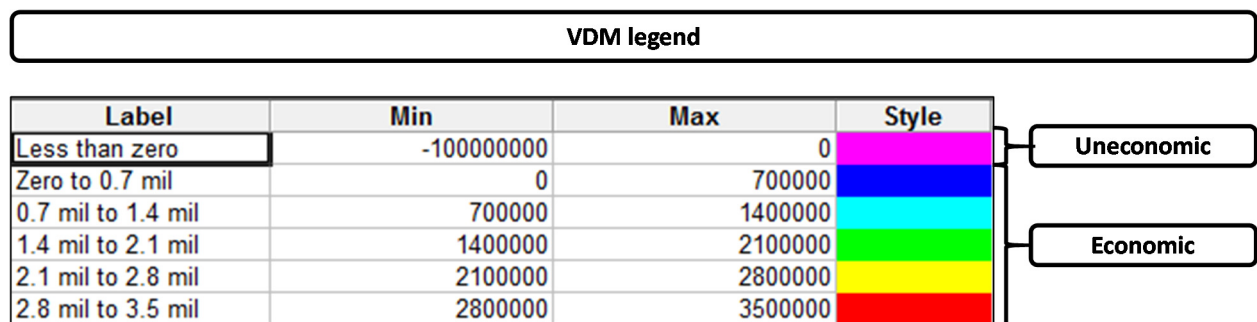 VDM legend
Label Min Max Style
Less than zero -100000000 0 Uneconomic
Zero to 0.7 mil 0 700000
0.7 mil to 1.4 mil 700000 1400000
1.4 mil to 2.1 mil 1400000 2100000 Economic
2.1 mil to 2.8 mil 2100000 2800000
2.8 mil to 3.5 mil 2800000 3500000